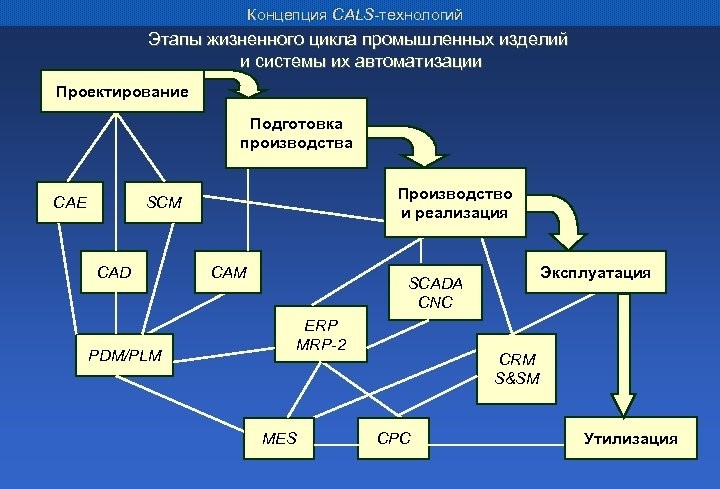 Концепция CALS-технологий
Этапы жизненного цикла промышленных изделий
и системы их автоматизации
Проектирование
Подготовка
производства
Производство
и реализация
CAE
SCM
CAD
CAM
SCADA
CNC
Эксплуатация
ERP
MRP-2
PDM/PLM
CRM
S&SM
MES
CPC
Утилизация